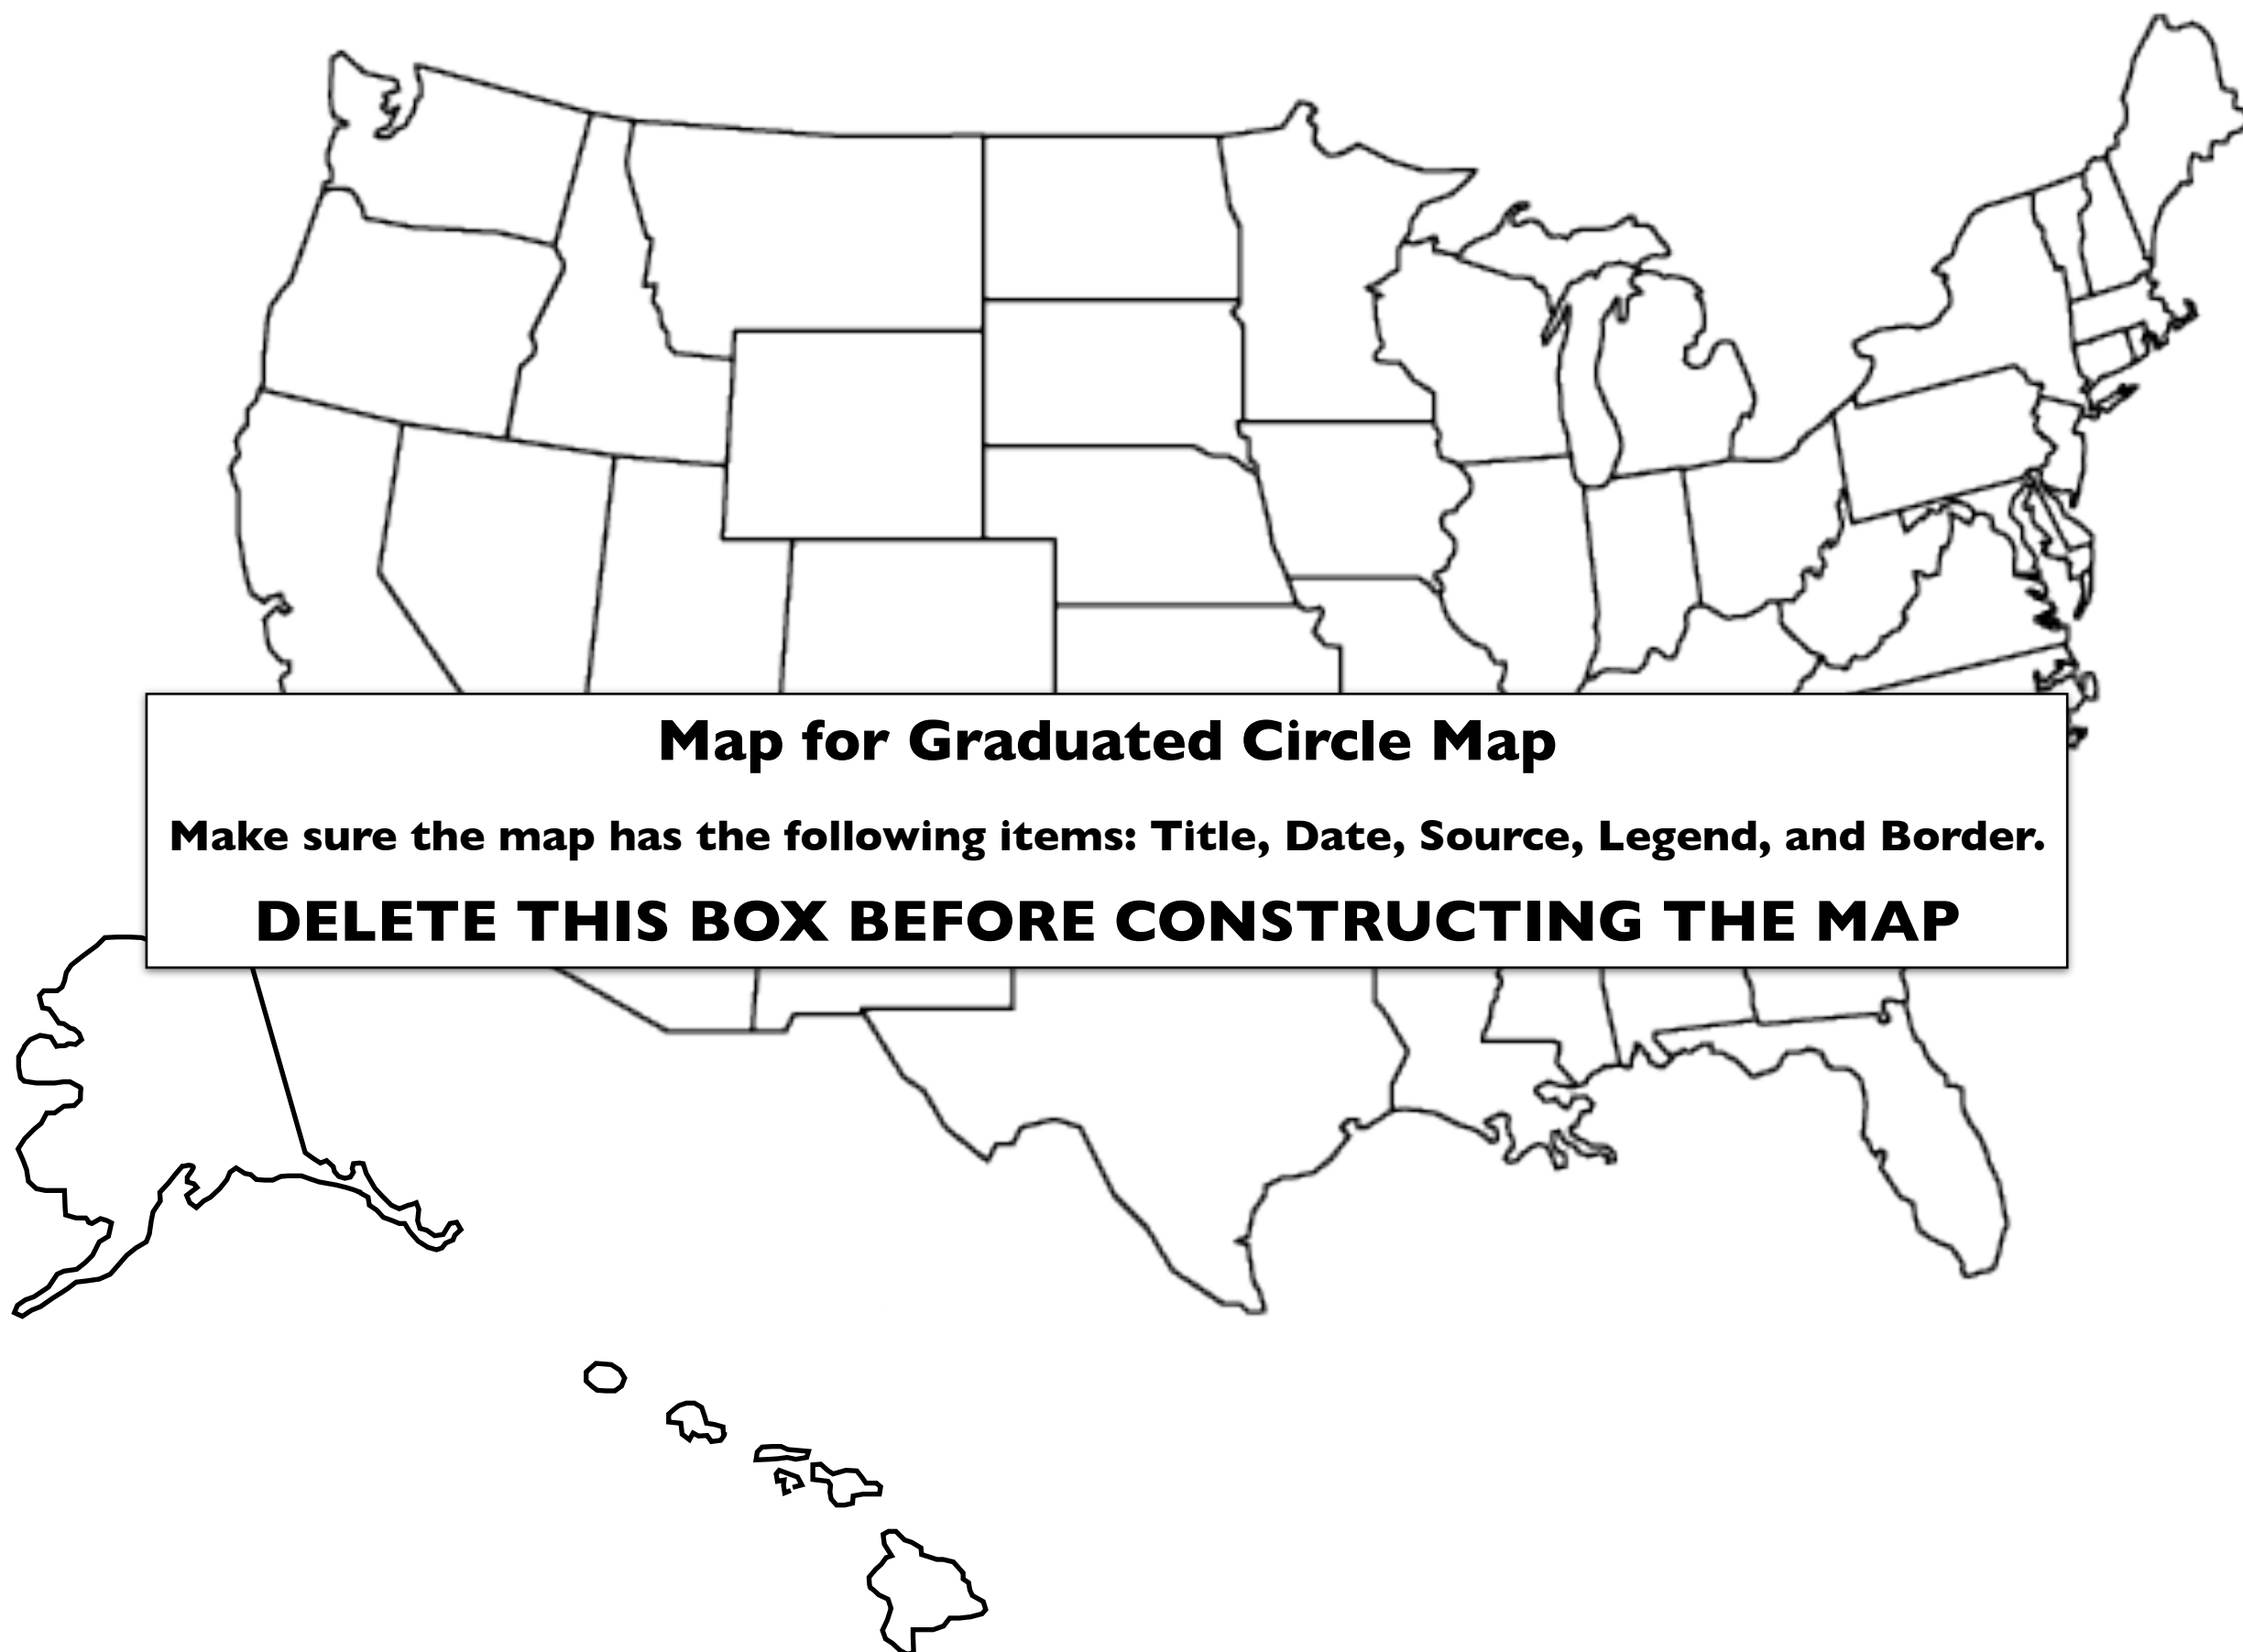 Map for Graduated Circle Map
Make sure the map has the following items: Title, Date, Source, Legend, and Border.
DELETE THIS BOX BEFORE CONSTRUCTING THE MAP